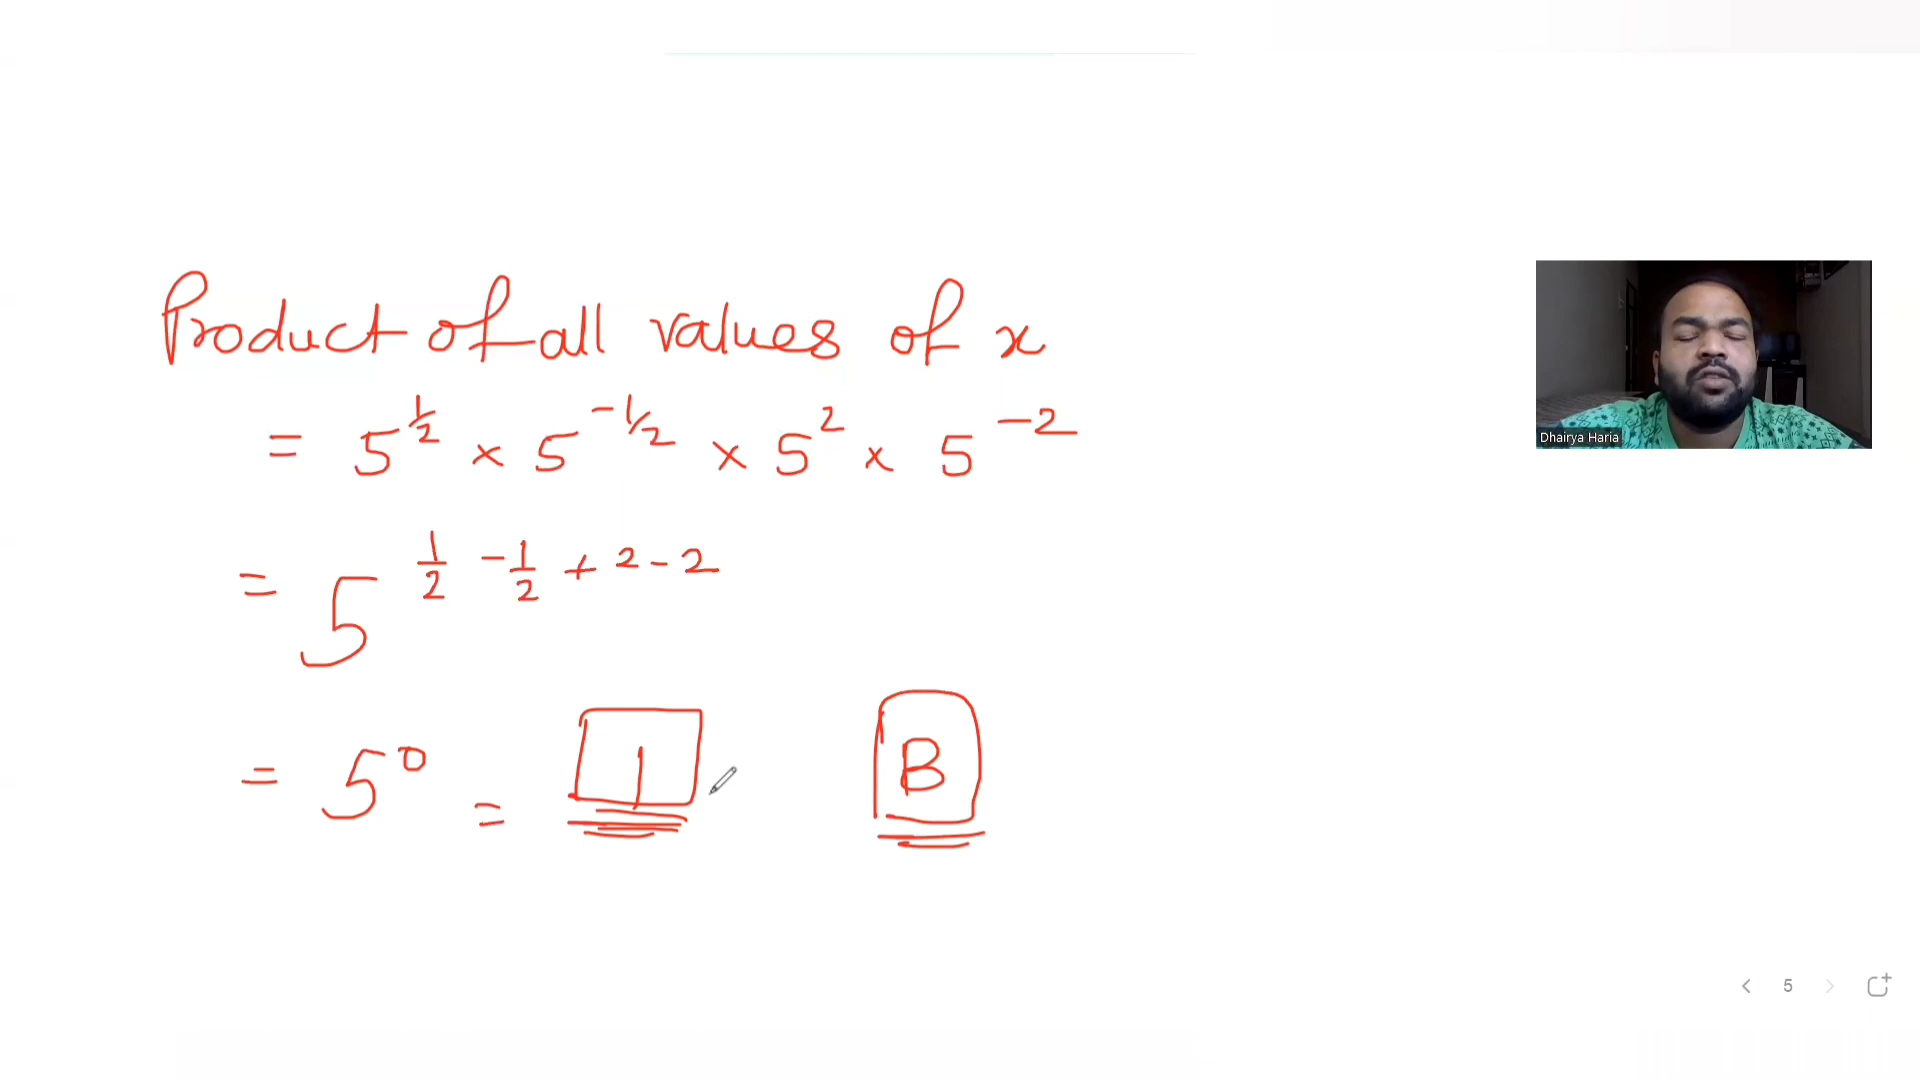 Product of all values of x
= 5^{1/2} × 5^{-1/2} × 5^{2} × 5^{-2}
= 5^{1/2 - 1/2 + 2 - 2}
= 5^{0} = 1
B
Dhairya Haria
5